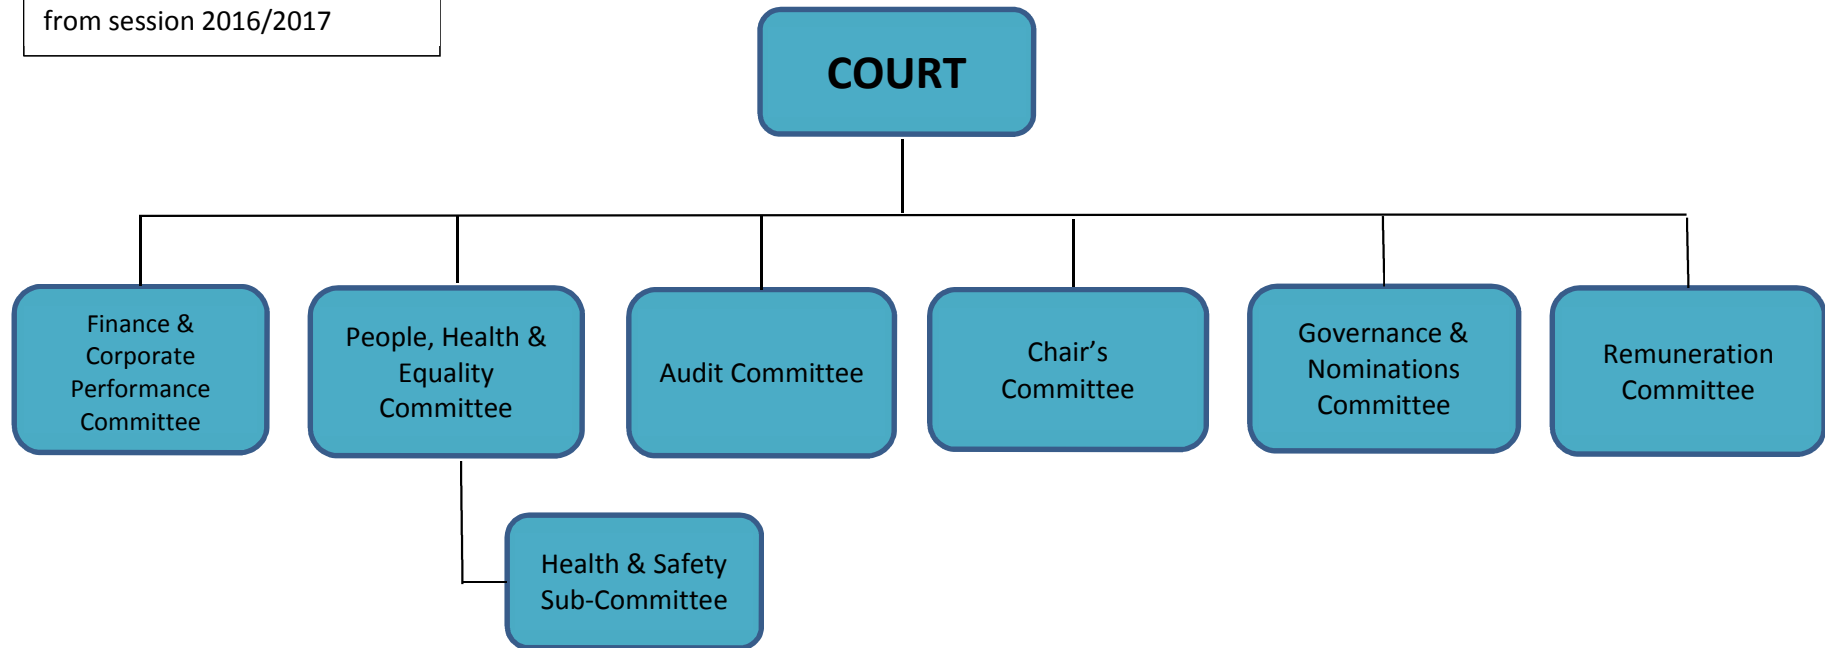 from session 2016/2017
COURT
Finance &
Corporate
Performance
Committee
People, Health &
Equality
Committee
Audit Committee
Chair’s
Committee
Governance &
Nominations
Committee
Remuneration
Committee
Health & Safety
Sub-Committee